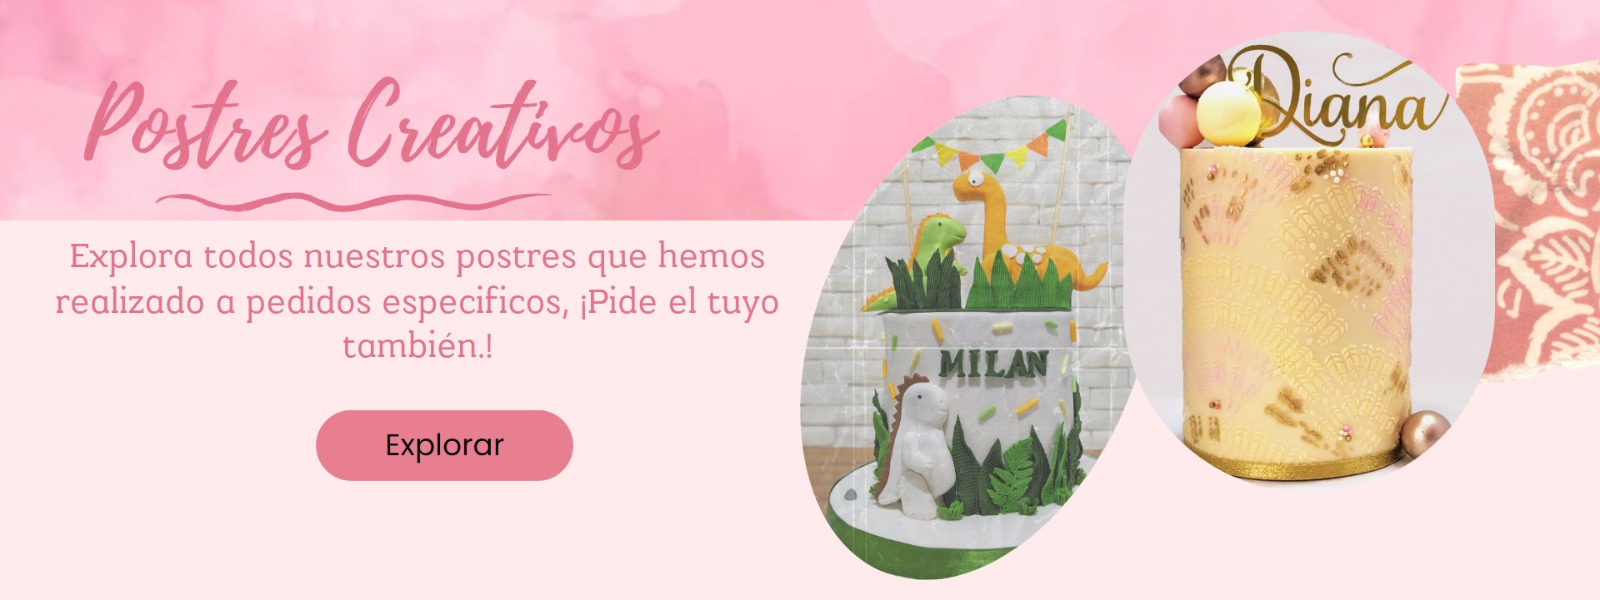 Postres Creativos
Explora todos nuestros postres que hemos
realizado a pedidos especificos, ¡Pide el tuyo
también.!
Explorar
MILAN
Diana